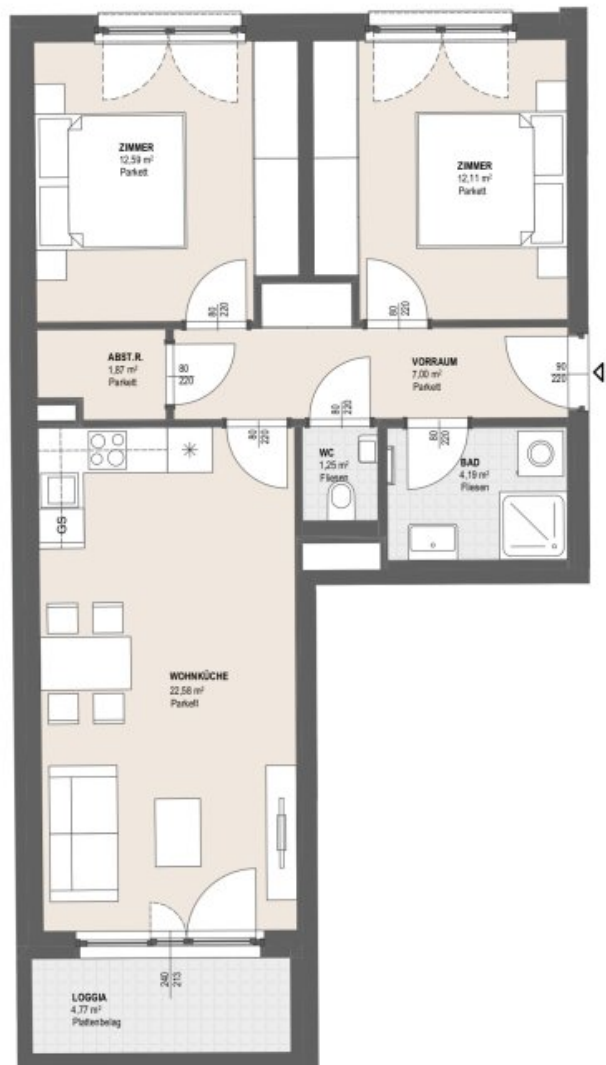 ZIMMER
12,59 m²
Parkett
ZIMMER
12,11 m²
Parkett
80
220
80
220
ABST.R.
1,87 m²
Parkett
80
220
VORRAUM
7,00 m²
Parkett
90
220
80
220
80
220
80
220
WC
1,25 m²
Fliesen
BAD
4,19 m²
Fliesen
GS
WOHNKÜCHE
22,58 m²
Parkett
240
213
LOGGIA
4,77 m²
Plattenbelag